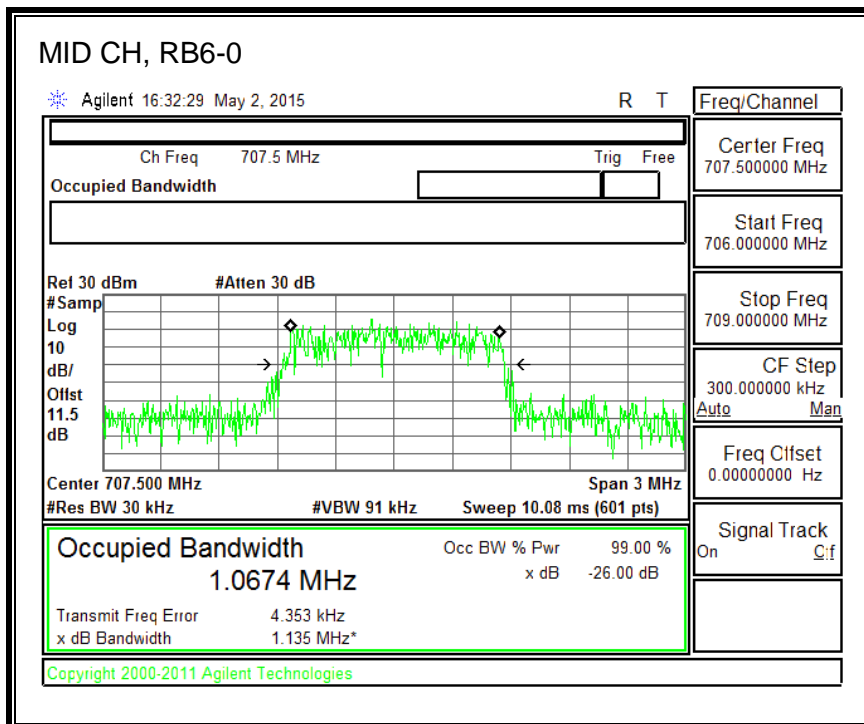 MID CH, RB6-0
Agilent 16:32:29 May 2, 2015 R T
Freq/Channel
Ch Freq 707.5 MHz Trig Free
Occupied Bandwidth
Center Freq
707.500000 MHz
Start Freq
706.000000 MHz
Stop Freq
709.000000 MHz
CF Step
300.000000 kHz
Auto Man
Freq Offset
0.00000000 Hz
Signal Track
On Off
Ref 30 dBm #Atten 30 dB
#Samp
Log
10
dB/
Offst
11.5
dB
Center 707.500 MHz Span 3 MHz
#Res BW 30 kHz #VBW 91 kHz Sweep 10.08 ms (601 pts)
Occupied Bandwidth Occ BW % Pwr 99.00 %
1.0674 MHz x dB -26.00 dB
Transmit Freq Error 4.353 kHz
x dB Bandwidth 1.135 MHz*
Copyright 2000-2011 Agilent Technologies